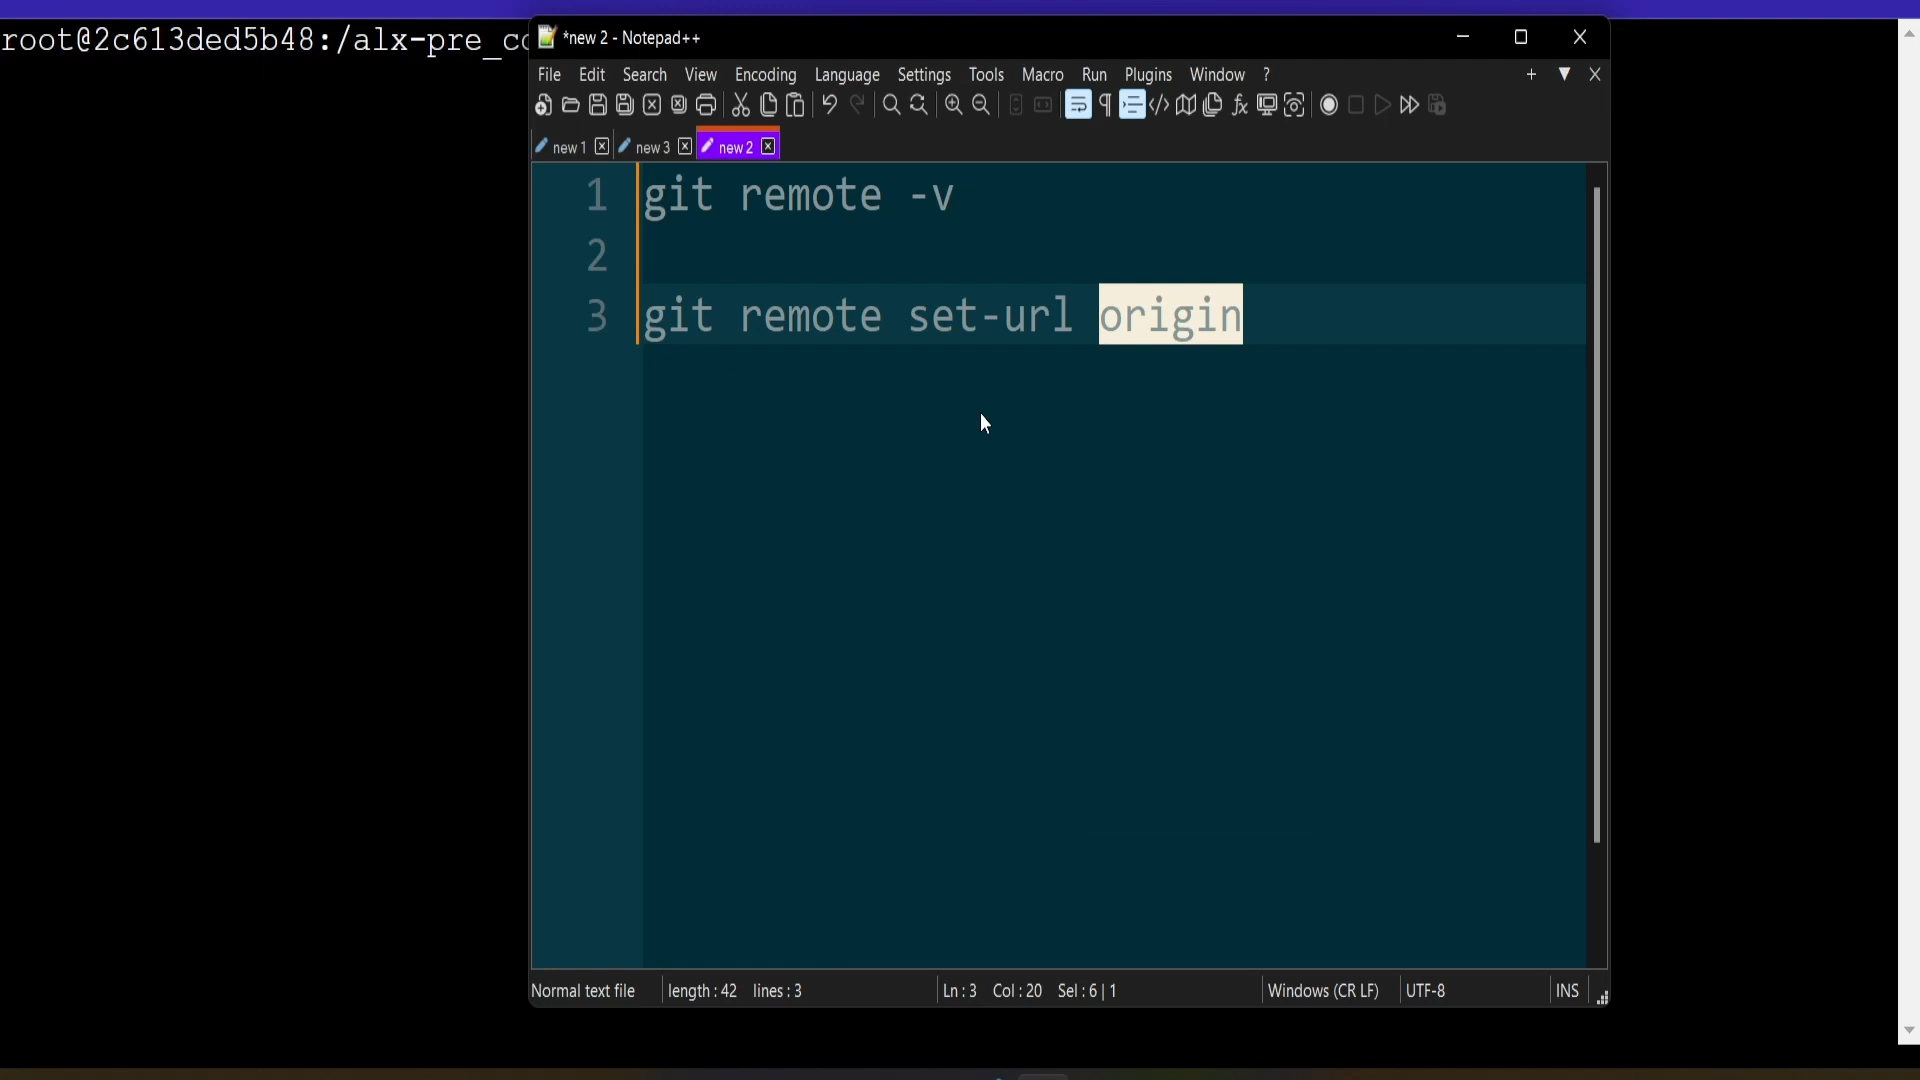 root@2c613ded5b48:/alx-pre_co
*new 2 - Notepad++
File Edit Search View Encoding Language Settings Tools Macro Run Plugins Window ?
new 1 new 3 new 2
1 git remote -v
2
3 git remote set-url origin
Normal text file length : 42 lines : 3 Ln : 3 Col : 20 Sel : 6 | 1 Windows (CR LF) UTF-8 INS